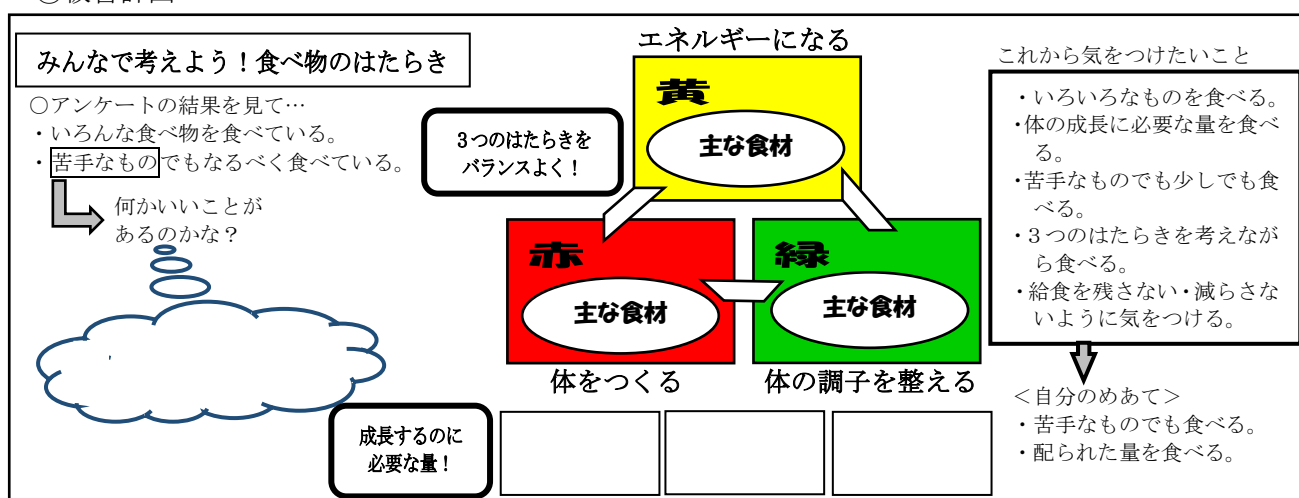 みんなで考えよう！食べ物のはたらき
○アンケートの結果を見て…
・いろんな食べ物を食べている。
・苦手なものでもなるべく食べている。
何かいいことが
あるのかな？
３つのはたらきを
バランスよく！
エネルギーになる
黄
主な食材
赤
主な食材
体をつくる
緑
主な食材
体の調子を整える
成長するのに
必要な量！
これから気をつけたいこと
・いろいろなものを食べる。
・体の成長に必要な量を食べ
る。
・苦手なものでも少しでも食
べる。
・３つのはたらきを考えなが
ら食べる。
・給食を残さない・減らさな
いように気をつける。
＜自分のめあて＞
・苦手なものでも食べる。
・配られた量を食べる。